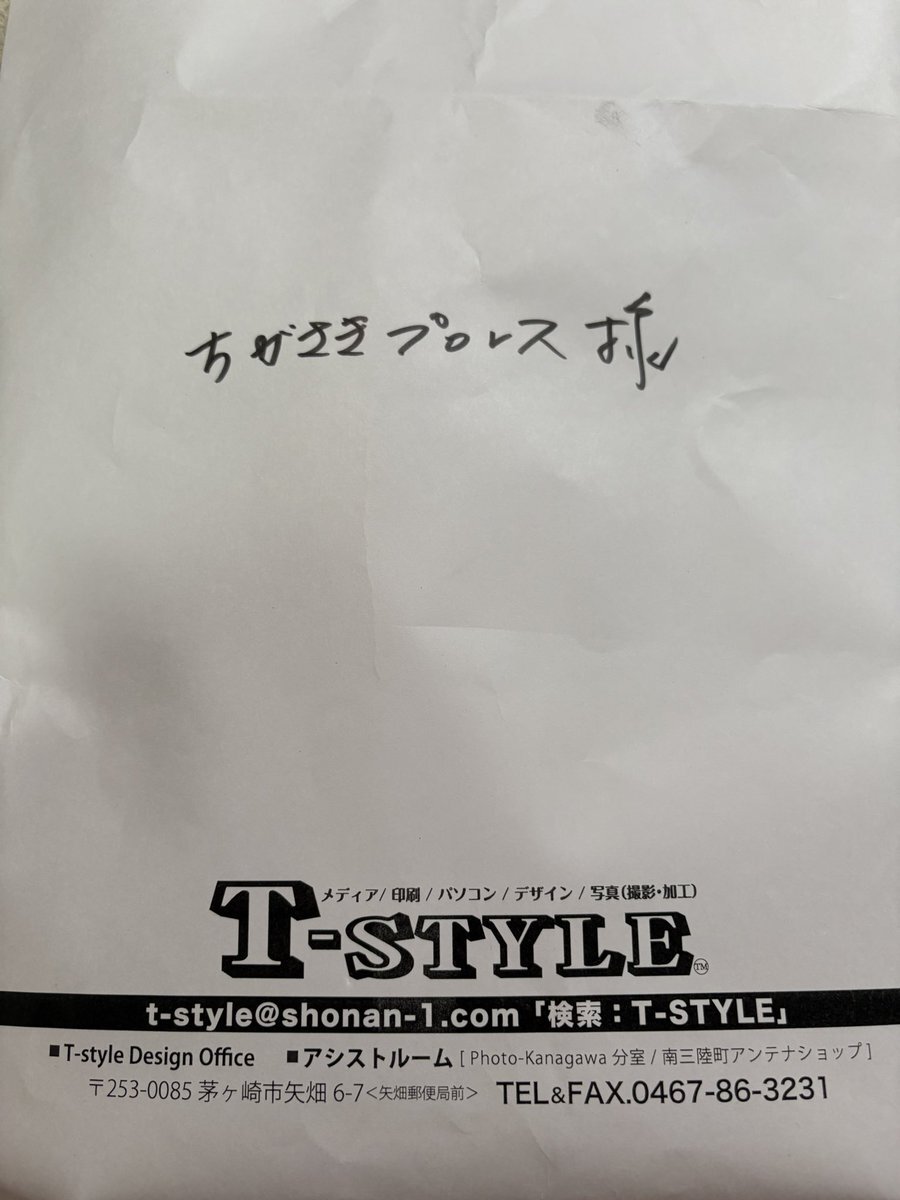 ちがさきプロレス 様
メディア / 印刷 / パソコン / デザイン / 写真(撮影・加工)
T-STYLE TM
t-style@shonan-1.com「検索：T-STYLE」
■T-style Design Office ■アシストルーム [ Photo-Kanagawa 分室 / 南三陸町アンテナショップ ]
〒253-0085 茅ヶ崎市矢畑 6-7<矢畑郵便局前> TEL&FAX.0467-86-3231